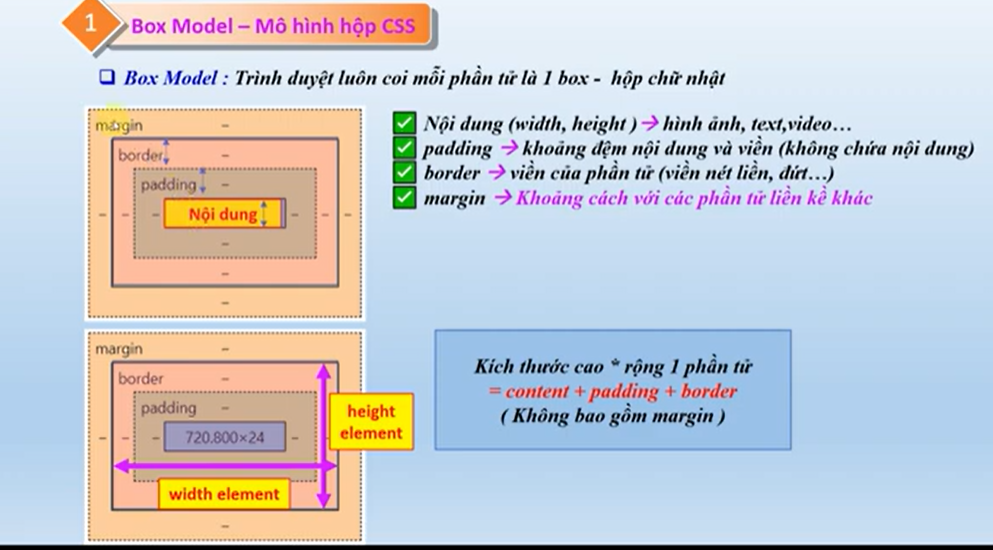 1
Box Model – Mô hình hộp CSS
Box Model : Trình duyệt luôn coi mỗi phần tử là 1 box - hộp chữ nhật
margin
border
padding
Nội dung
Nội dung (width, height ) → hình ảnh, text,video…
padding → khoảng đệm nội dung và viền (không chứa nội dung)
border → viền của phần tử (viền nét liền, đứt…)
margin → Khoảng cách với các phần tử liền kề khác
margin
border
padding
720.800×24
height
element
width element
Kích thước cao * rộng 1 phần tử
= content + padding + border
( Không bao gồm margin )